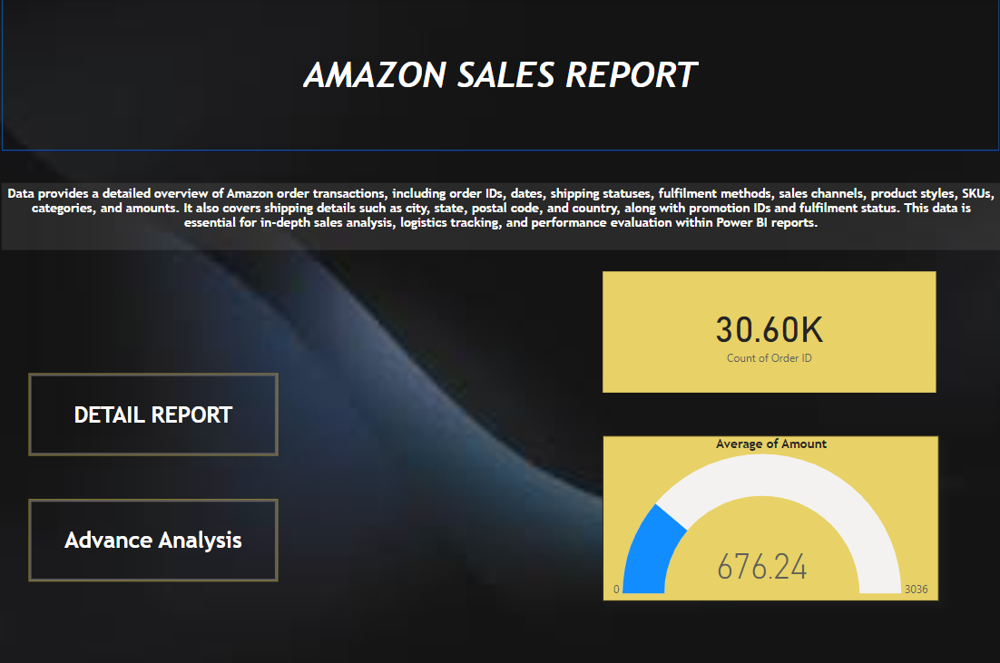 AMAZON SALES REPORT
Data provides a detailed overview of Amazon order transactions, including order IDs, dates, shipping statuses, fulfilment methods, sales channels, product styles, SKUs,
categories, and amounts. It also covers shipping details such as city, state, postal code, and country, along with promotion IDs and fulfilment status. This data is
essential for in-depth sales analysis, logistics tracking, and performance evaluation within Power BI reports.
30.60K
Count of Order ID
DETAIL REPORT
Advance Analysis
Average of Amount
676.24
0
3036